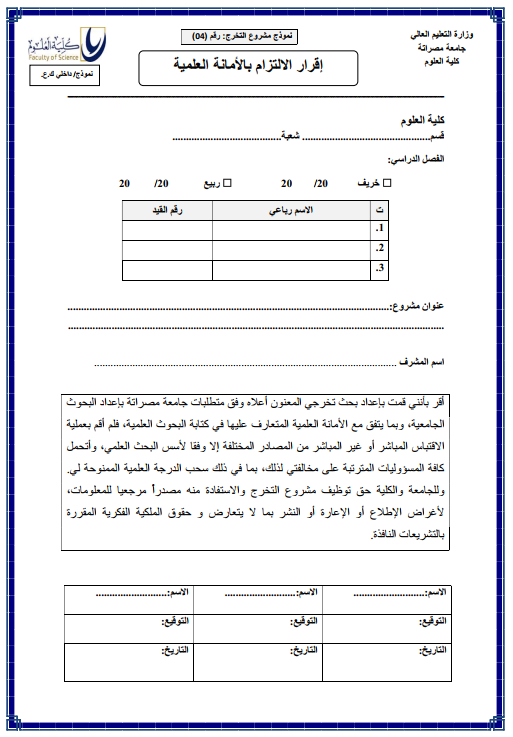 وزارة التعليم العالي
جامعة مصراتة
كلية العلوم
نموذج مشروع التخرج: رقم (04)
إقرار الالتزام بالأمانة العلمية
كلية العلوم
Faculty of Science
نموذج/ داخلي ك.ع.
كلية العلوم
قسم.............................................. شعبة.......................................
الفصل الدراسي:
☐ خريف 20/ 20 ☐ ربيع 20/ 20
ت الاسم رباعي رقم القيد
1.
2.
3.
عنوان مشروع:....................................................................................................................
........................................................................................................................................
اسم المشرف .............................................................................................................
أقر بأنني قمت بإعداد بحث تخرجي المعنون أعلاه وفق متطلبات جامعة مصراتة بإعداد البحوث
الجامعية، وبما يتفق مع الأمانة العلمية المتعارف عليها في كتابة البحوث العلمية، فلم أقم بعملية
الاقتباس المباشر أو غير المباشر من المصادر المختلفة إلا وفقا لأسس البحث العلمي، وأتحمل
كافة المسؤوليات المترتبة على مخالفتي لذلك، بما في ذلك سحب الدرجة العلمية الممنوحة لي.
وللجامعة والكلية حق توظيف مشروع التخرج والاستفادة منه مصدراً مرجعيا للمعلومات،
لأغراض الإطلاع أو الإعارة أو النشر بما لا يتعارض و حقوق الملكية الفكرية المقررة
بالتشريعات النافذة.
الاسم:.......................... الاسم:.......................... الاسم:..........................
التوقيع: التوقيع: التوقيع:
التاريخ: التاريخ: التاريخ: